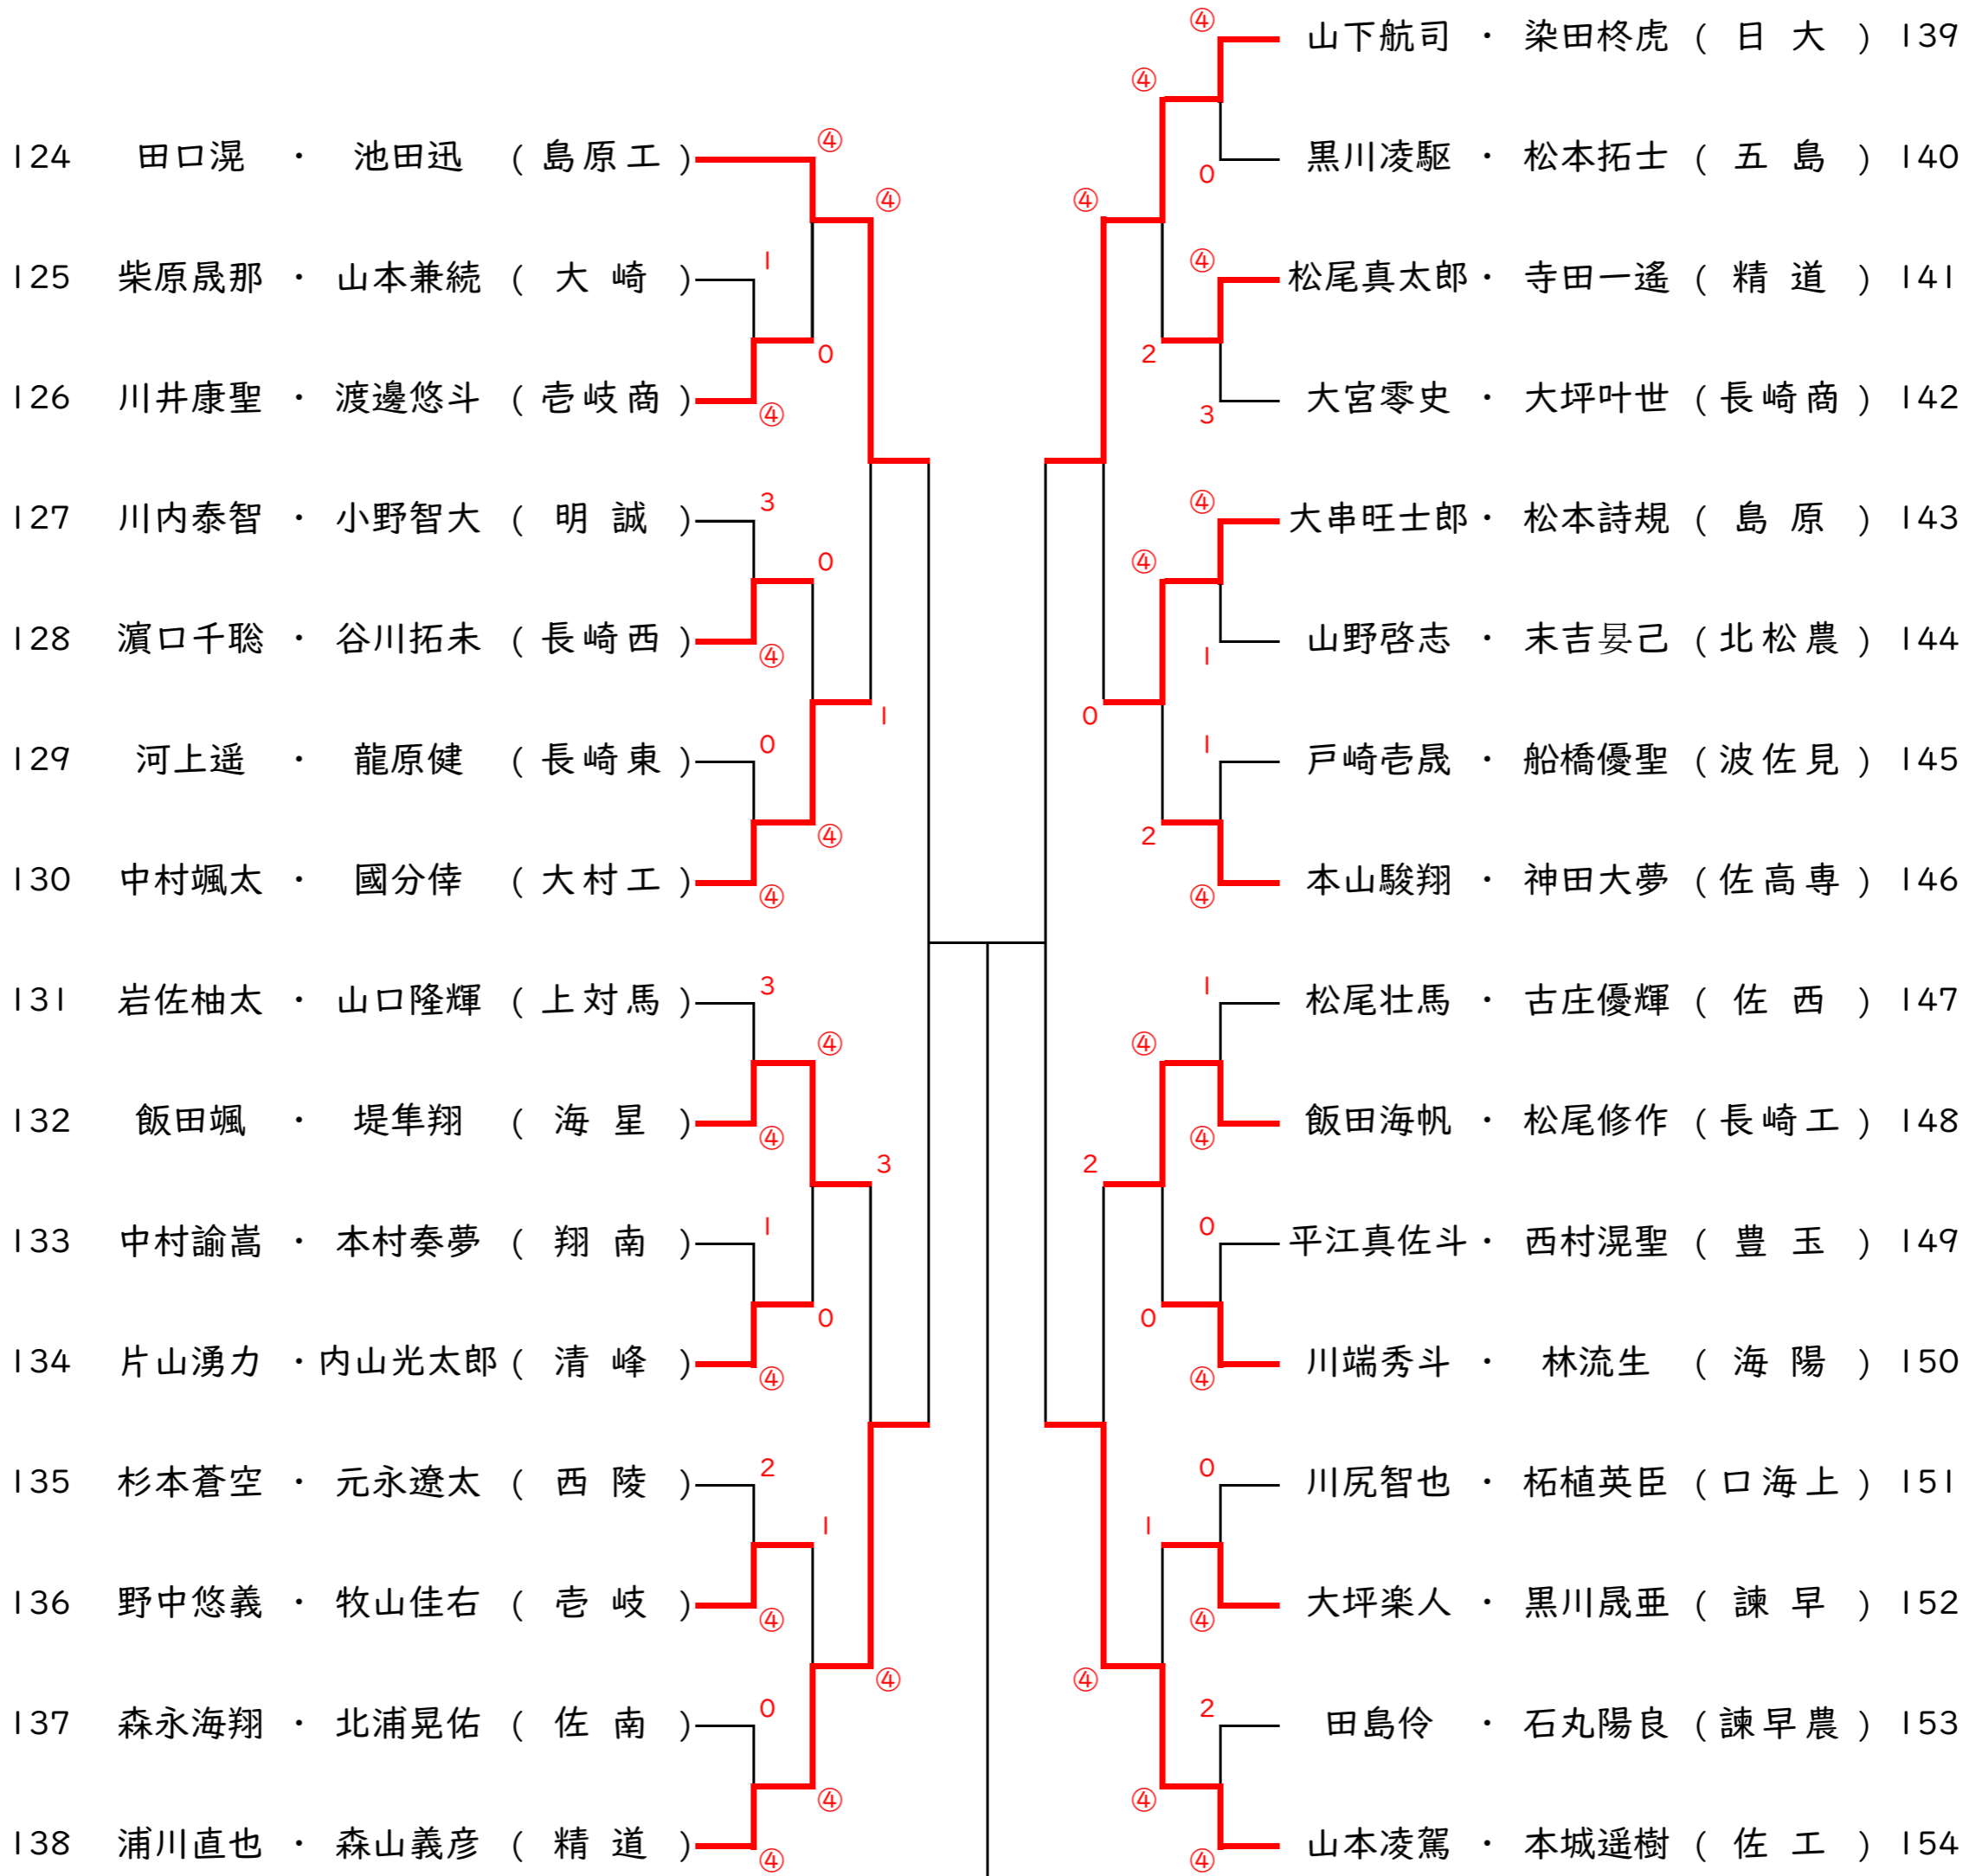 ④
山下航司 ・ 染田柊虎 ( 日 大 ) 139
④
0
黒川凌駆 ・ 松本拓士 ( 五 島 ) 140
④
④
松尾真太郎 ・ 寺田一遙 ( 精 道 ) 141
2
3
大宮零史 ・ 大坪叶世 ( 長崎商 ) 142
④
大串旺士郎 ・ 松本詩規 ( 島 原 ) 143
④
1
山野啓志 ・ 末吉晏己 ( 北松農 ) 144
0
1
戸崎壱晟 ・ 船橋優聖 ( 波佐見 ) 145
2
④
本山駿翔 ・ 神田大夢 ( 佐高専 ) 146
1
松尾壮馬 ・ 古庄優輝 ( 佐 西 ) 147
④
④
飯田海帆 ・ 松尾修作 ( 長崎工 ) 148
2
0
平江真佐斗 ・ 西村滉聖 ( 豊 玉 ) 149
0
④
川端秀斗 ・ 林流生 ( 海 陽 ) 150
0
川尻智也 ・ 柘植英臣 ( 口海上 ) 151
1
④
大坪楽人 ・ 黒川晟亜 ( 諫 早 ) 152
④
2
田島伶 ・ 石丸陽良 ( 諫早農 ) 153
④
④
山本凌駕 ・ 本城遥樹 ( 佐 工 ) 154
124 田口滉 ・ 池田迅 ( 島原工 )
④
④
125 柴原晟那 ・ 山本兼続 ( 大 崎 )
1
0
126 川井康聖 ・ 渡邊悠斗 ( 壱岐商 )
④
127 川内泰智 ・ 小野智大 ( 明 誠 )
3
0
128 濵口千聡 ・ 谷川拓未 ( 長崎西 )
④
1
129 河上遥 ・ 龍原健 ( 長崎東 )
0
④
130 中村颯太 ・ 國分倖 ( 大村工 )
④
131 岩佐柚太 ・ 山口隆輝 ( 上対馬 )
3
④
132 飯田颯 ・ 堤隼翔 ( 海 星 )
④
3
133 中村諭嵩 ・ 本村奏夢 ( 翔 南 )
1
0
134 片山湧力 ・ 内山光太郎 ( 清 峰 )
④
135 杉本蒼空 ・ 元永遼太 ( 西 陵 )
2
1
136 野中悠義 ・ 牧山佳右 ( 壱 岐 )
④
④
137 森永海翔 ・ 北浦晃佑 ( 佐 南 )
0
④
138 浦川直也 ・ 森山義彦 ( 精 道 )
④